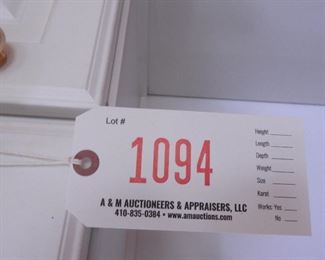 Lot #
1094
A & M AUCTIONEERS & APPRAISERS, LLC
410-835-0384 • www.amauctions.com
Height
Length
Depth
Weight
Size
Karat
Works: Yes
No